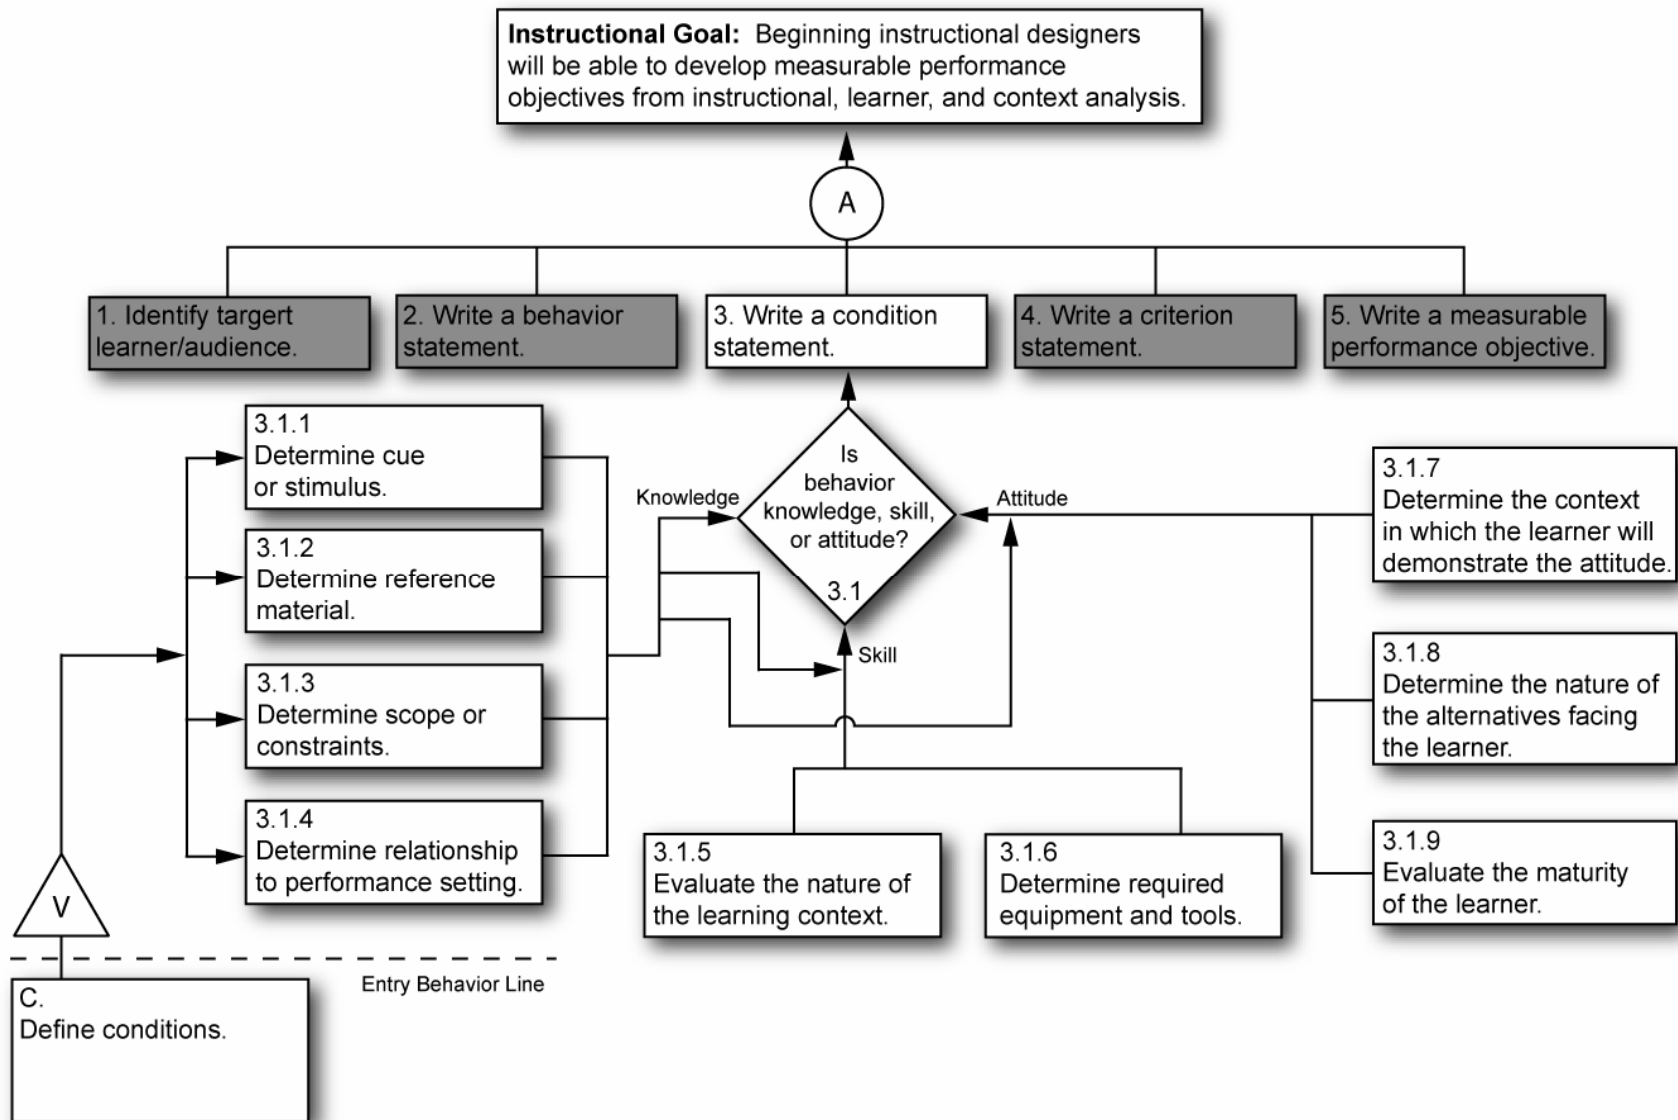 Instructional Goal: Beginning instructional designers
will be able to develop measurable performance
objectives from instructional, learner, and context analysis.
A
1. Identify targert
learner/audience.
2. Write a behavior
statement.
3. Write a condition
statement.
4. Write a criterion
statement.
5. Write a measurable
performance objective.
3.1.1
Determine cue
or stimulus.
3.1.2
Determine reference
material.
3.1.3
Determine scope or
constraints.
3.1.4
Determine relationship
to performance setting.
Knowledge
Is
behavior
knowledge, skill,
or attitude?
3.1
Attitude
Skill
3.1.5
Evaluate the nature of
the learning context.
3.1.6
Determine required
equipment and tools.
3.1.7
Determine the context
in which the learner will
demonstrate the attitude.
3.1.8
Determine the nature of
the alternatives facing
the learner.
3.1.9
Evaluate the maturity
of the learner.
V
Entry Behavior Line
C.
Define conditions.